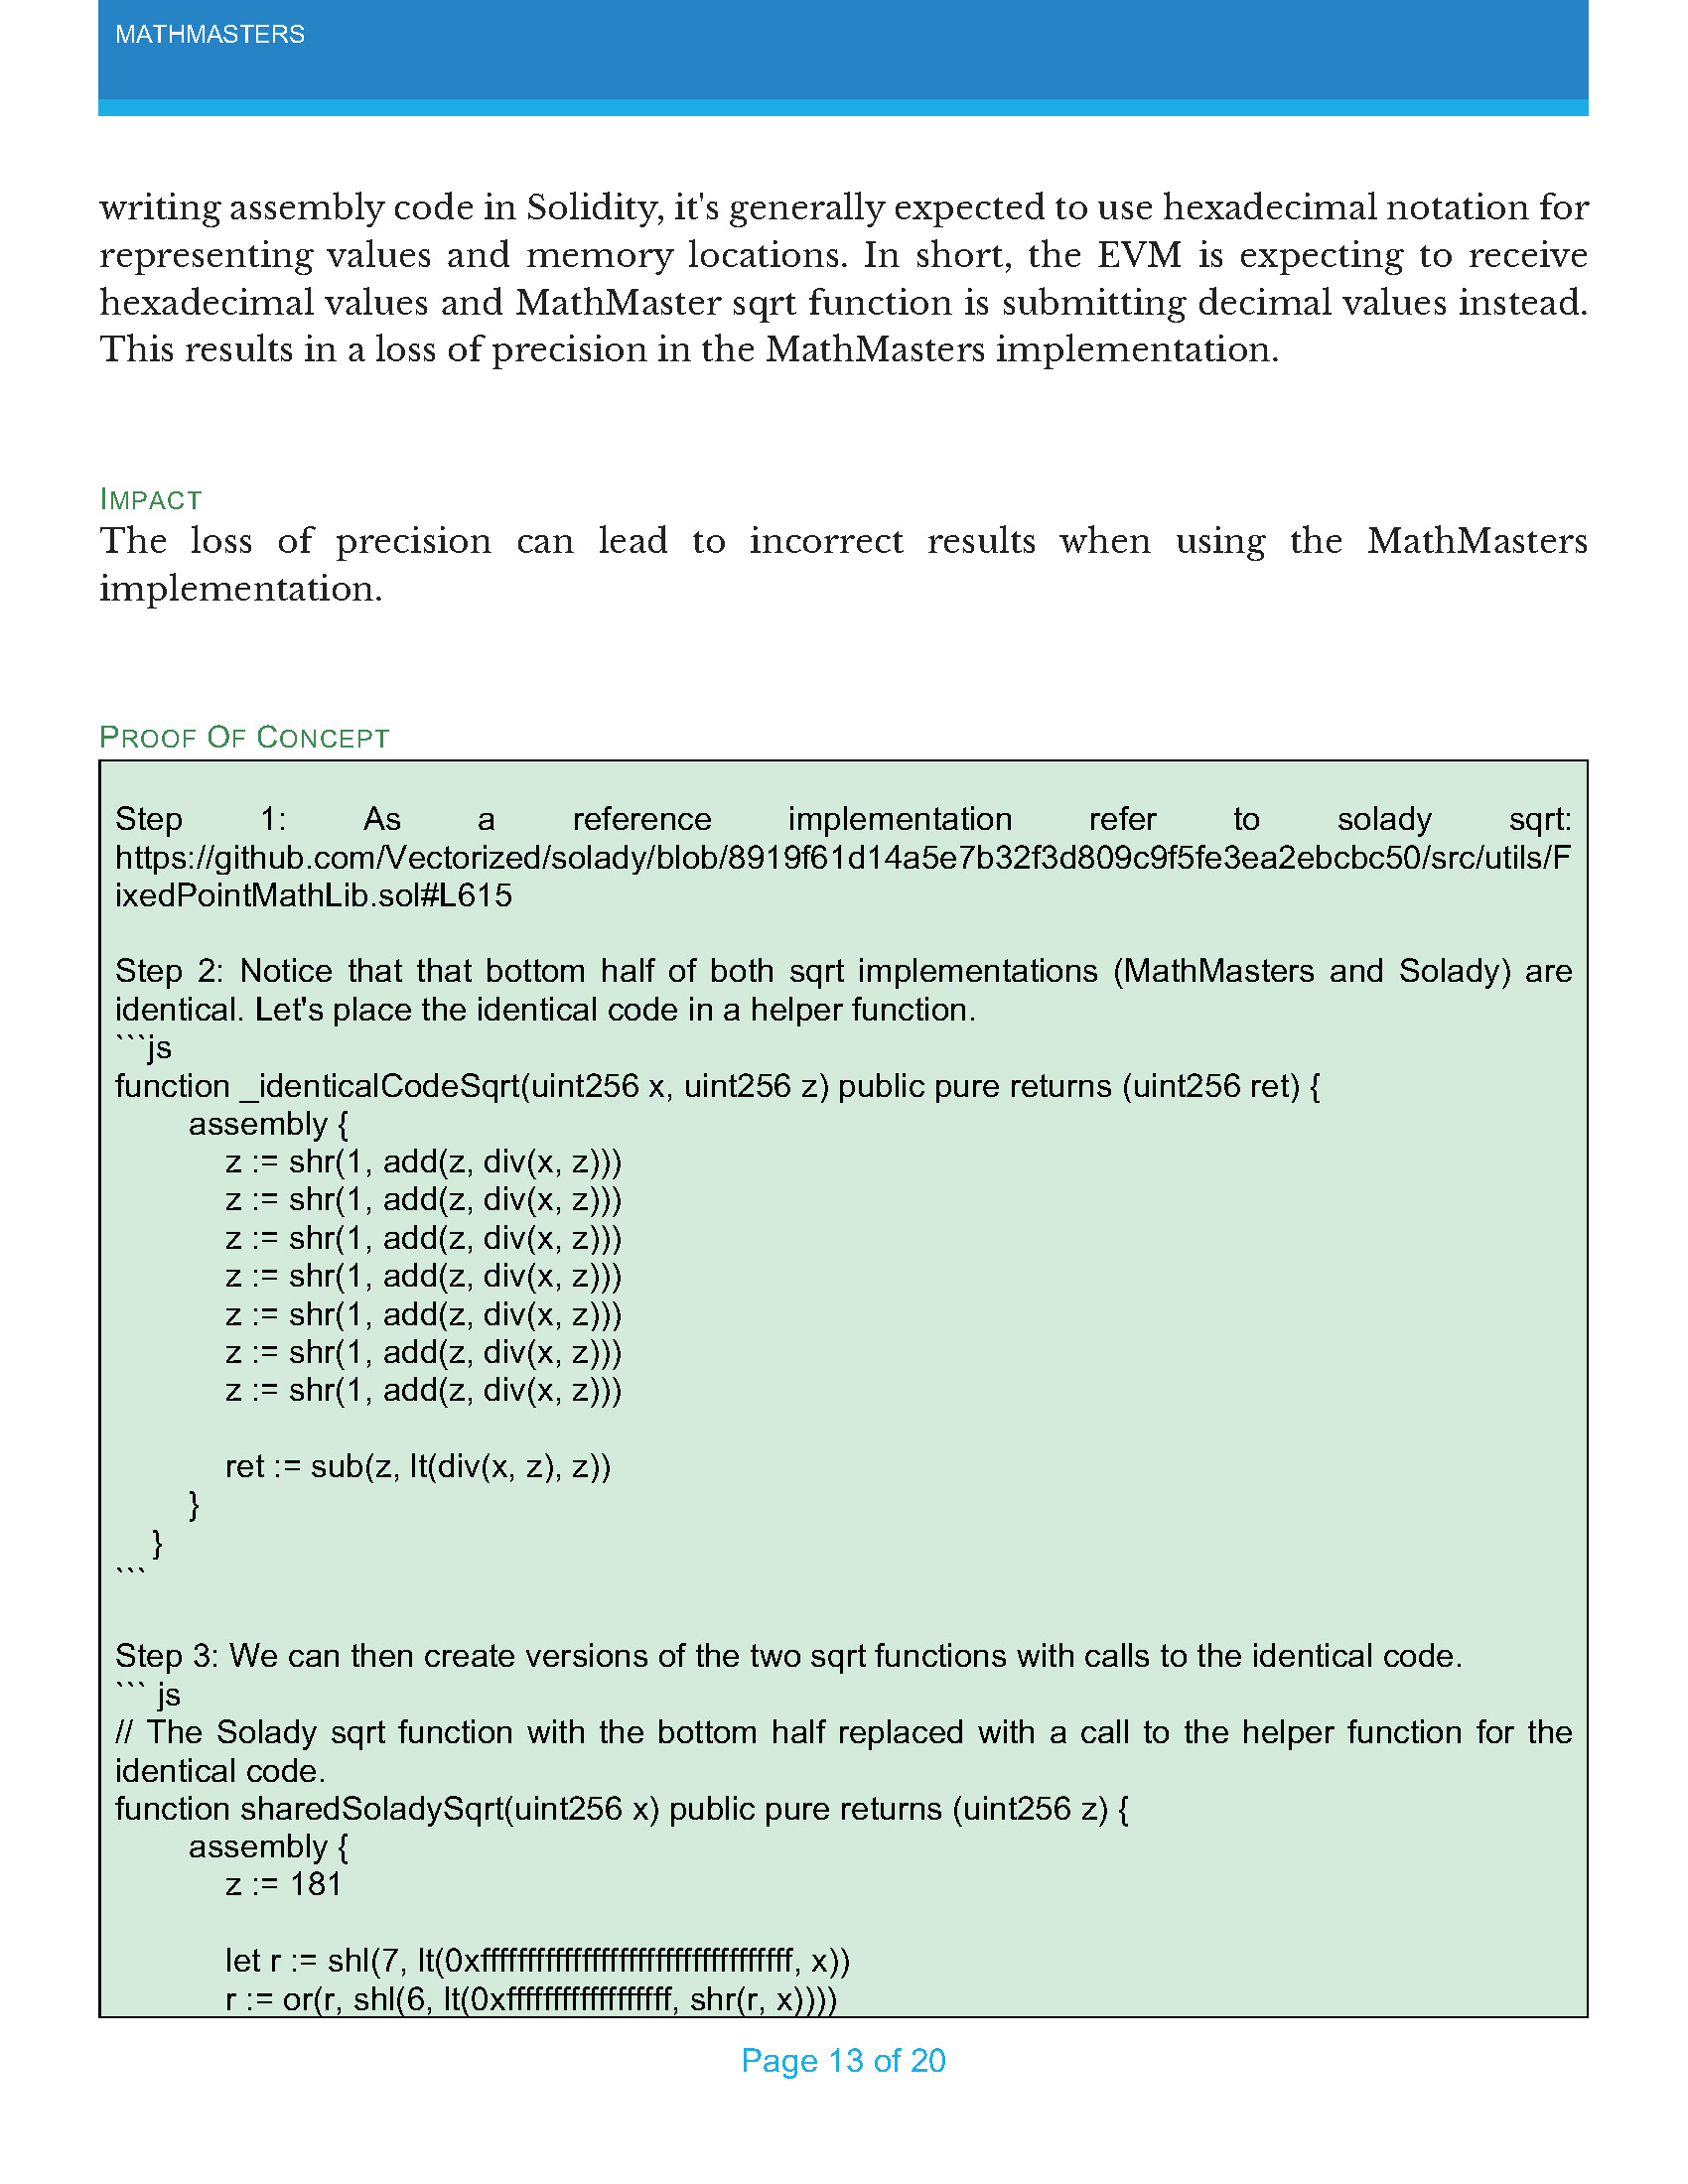 MATHMASTERS
writing assembly code in Solidity, it's generally expected to use hexadecimal notation for
representing values and memory locations. In short, the EVM is expecting to receive
hexadecimal values and MathMaster sqrt function is submitting decimal values instead.
This results in a loss of precision in the MathMasters implementation.
IMPACT
The loss of precision can lead to incorrect results when using the MathMasters
implementation.
PROOF OF CONCEPT
Step 1: As a reference implementation refer to solady sqrt:
https://github.com/Vectorized/solady/blob/8919f61d14a5e7b32f3d809c9f5fe3ea2ebcbc50/src/utils/F
ixedPointMathLib.sol#L615
Step 2: Notice that that bottom half of both sqrt implementations (MathMasters and Solady) are
identical. Let's place the identical code in a helper function.
```js
function _identicalCodeSqrt(uint256 x, uint256 z) public pure returns (uint256 ret) {
assembly {
z := shr(1, add(z, div(x, z)))
z := shr(1, add(z, div(x, z)))
z := shr(1, add(z, div(x, z)))
z := shr(1, add(z, div(x, z)))
z := shr(1, add(z, div(x, z)))
z := shr(1, add(z, div(x, z)))
z := shr(1, add(z, div(x, z)))
ret := sub(z, lt(div(x, z), z))
}
}
```
Step 3: We can then create versions of the two sqrt functions with calls to the identical code.
``` js
// The Solady sqrt function with the bottom half replaced with a call to the helper function for the
identical code.
function sharedSoladySqrt(uint256 x) public pure returns (uint256 z) {
assembly {
z := 181
let r := shl(7, lt(0xffffffffffffffffffffffffffffffffff, x))
r := or(r, shl(6, lt(0xffffffffffffffffff, shr(r, x))))
Page 13 of 20